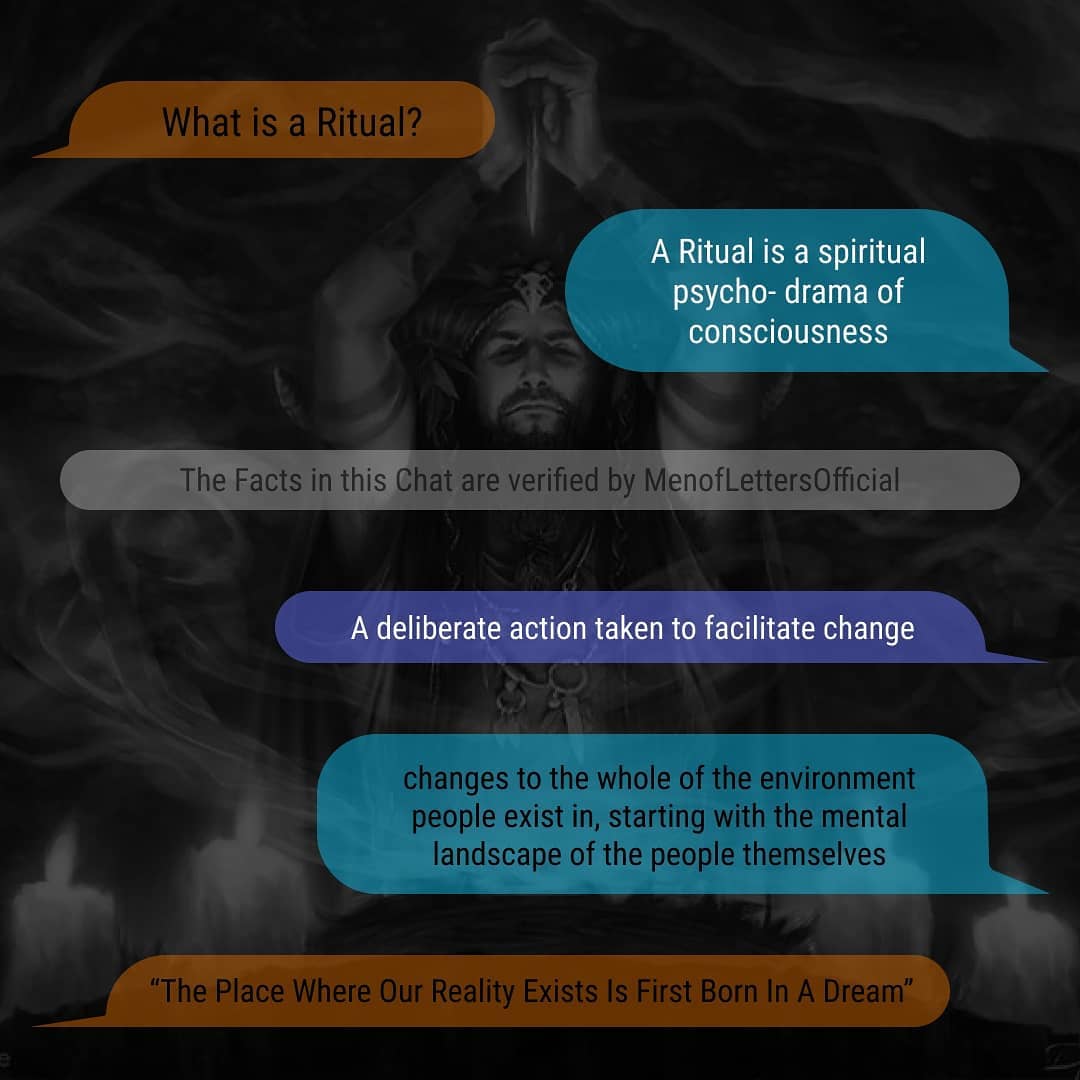 What is a Ritual?
A Ritual is a spiritual
psycho- drama of
consciousness
The Facts in this Chat are verified by MenofLettersOfficial
A deliberate action taken to facilitate change
changes to the whole of the environment
people exist in, starting with the mental
landscape of the people themselves
“The Place Where Our Reality Exists Is First Born In A Dream”